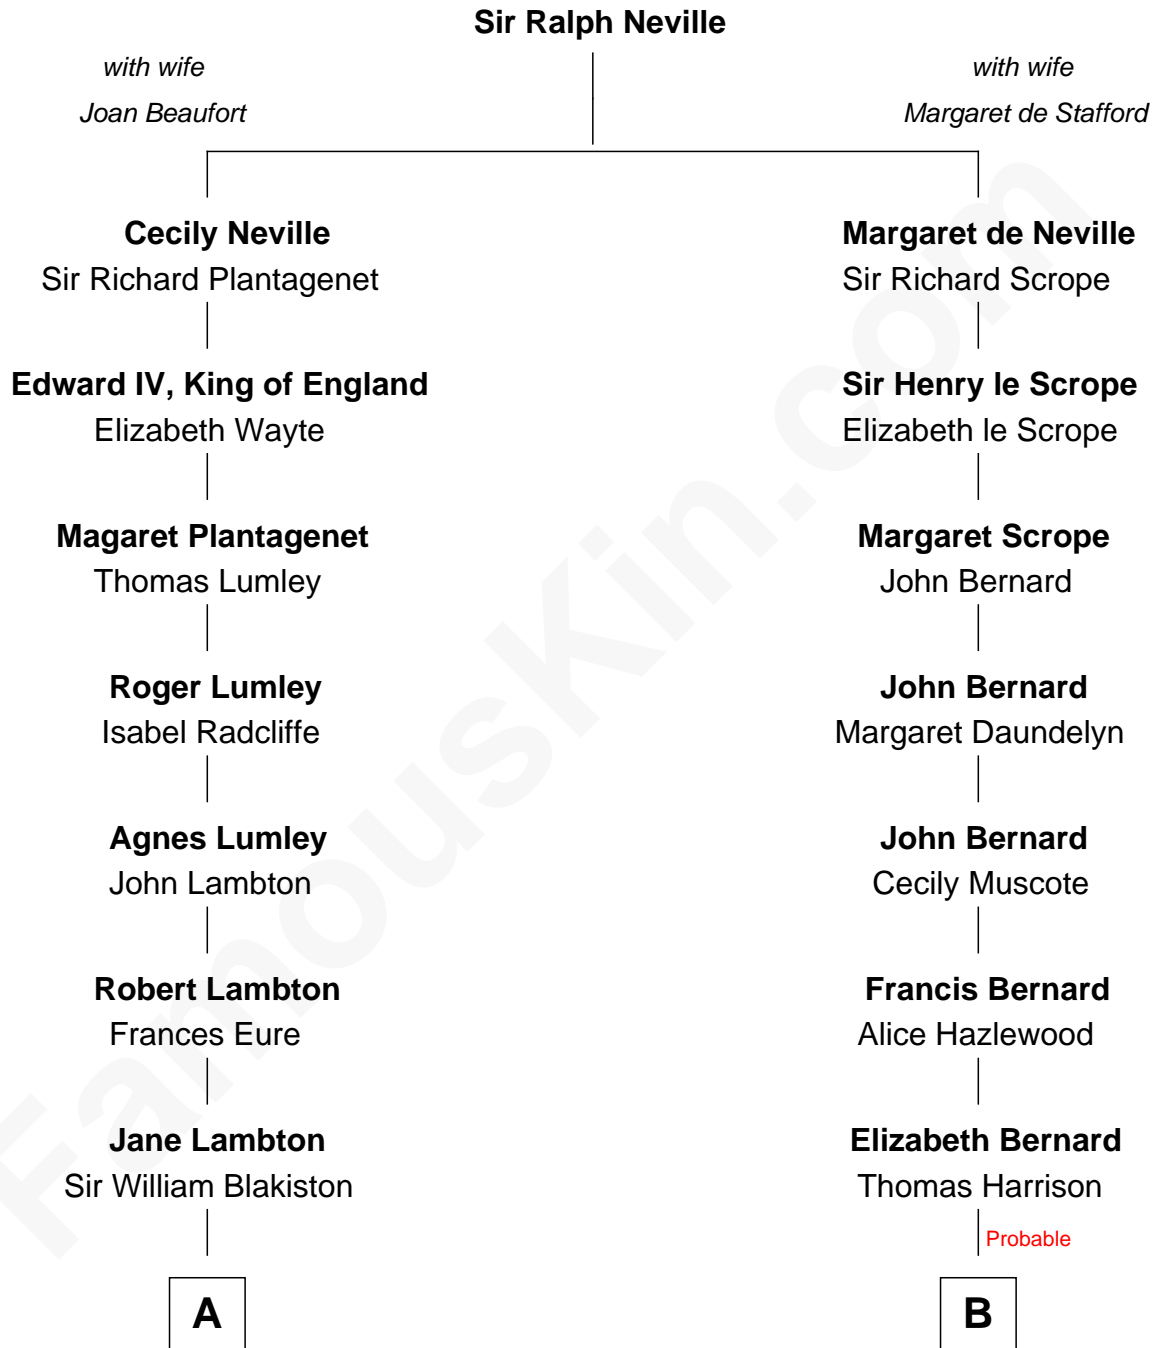 Sir Ralph Neville
with wife
Joan Beaufort
with wife
Margaret de Stafford
Cecily Neville
Sir Richard Plantagenet
Margaret de Neville
Sir Richard Scrope
Edward IV, King of England
Elizabeth Wayte
Sir Henry le Scrope
Elizabeth le Scrope
Magaret Plantagenet
Thomas Lumley
Margaret Scrope
John Bernard
Roger Lumley
Isabel Radcliffe
John Bernard
Margaret Daundelyn
Agnes Lumley
John Lambton
John Bernard
Cecily Muscote
Robert Lambton
Frances Eure
Francis Bernard
Alice Hazlewood
Jane Lambton
Sir William Blakiston
Elizabeth Bernard
Thomas Harrison
Probable
A
B
FamousKin.com